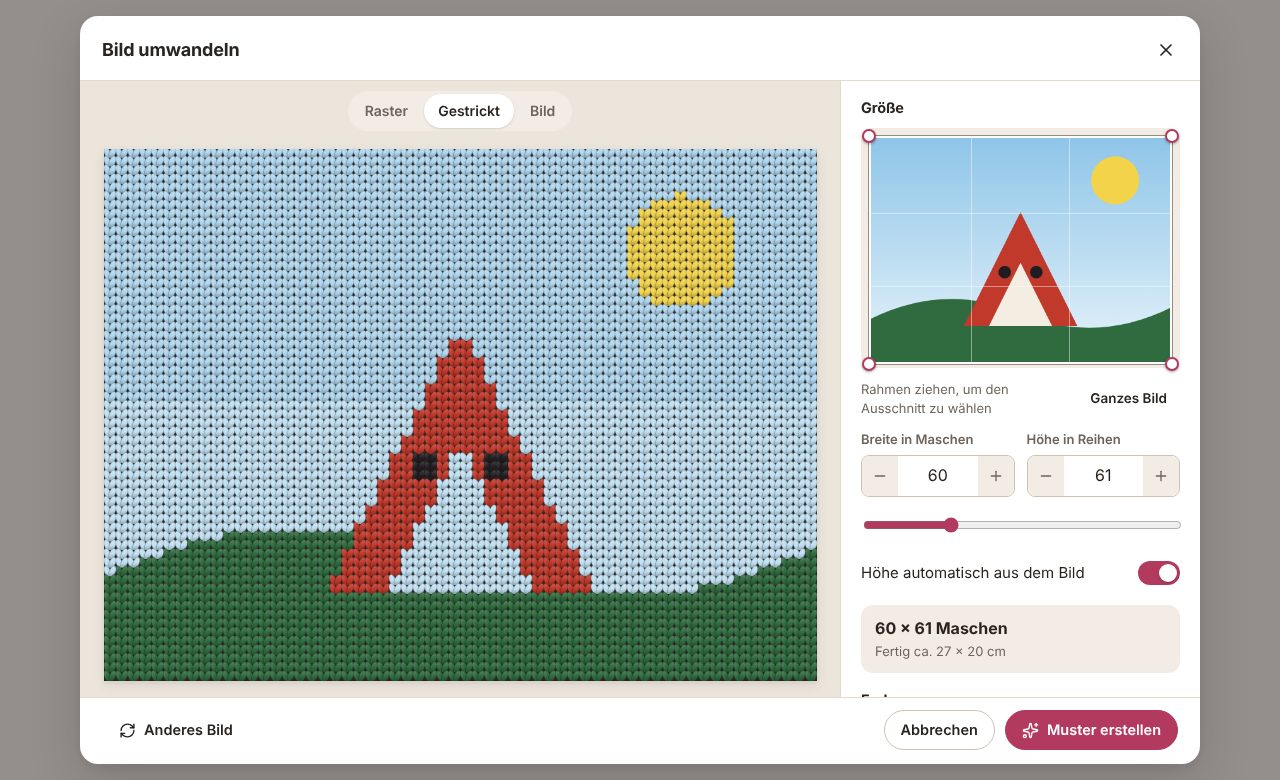 Bild umwandeln
Raster
Gestrickt
Bild
Größe
Rahmen ziehen, um den
Ausschnitt zu wählen
Ganzes Bild
Breite in Maschen
Höhe in Reihen
60
61
Höhe automatisch aus dem Bild
60 × 61 Maschen
Fertig ca. 27 × 20 cm
Anderes Bild
Abbrechen
Muster erstellen